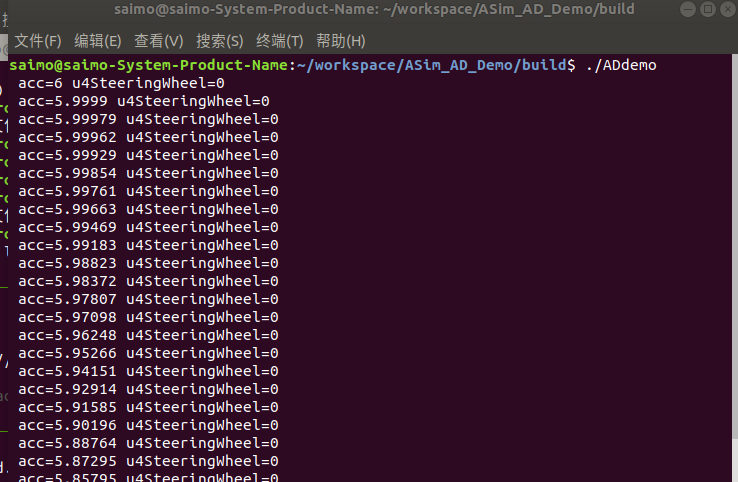 saimo@saimo-System-Product-Name: ~/workspace/ASim_AD_Demo/build
文件(F) 编辑(E) 查看(V) 搜索(S) 终端(T) 帮助(H)
saimo@saimo-System-Product-Name:~/workspace/ASim_AD_Demo/build$ ./ADdemo
acc=6 u4SteeringWheel=0
acc=5.9999 u4SteeringWheel=0
acc=5.99979 u4SteeringWheel=0
acc=5.99962 u4SteeringWheel=0
acc=5.99929 u4SteeringWheel=0
acc=5.99854 u4SteeringWheel=0
acc=5.99761 u4SteeringWheel=0
acc=5.99663 u4SteeringWheel=0
acc=5.99469 u4SteeringWheel=0
acc=5.99183 u4SteeringWheel=0
acc=5.98823 u4SteeringWheel=0
acc=5.98372 u4SteeringWheel=0
acc=5.97807 u4SteeringWheel=0
acc=5.97098 u4SteeringWheel=0
acc=5.96248 u4SteeringWheel=0
acc=5.95266 u4SteeringWheel=0
acc=5.94151 u4SteeringWheel=0
acc=5.92914 u4SteeringWheel=0
acc=5.91585 u4SteeringWheel=0
acc=5.90196 u4SteeringWheel=0
acc=5.88764 u4SteeringWheel=0
acc=5.87295 u4SteeringWheel=0
acc=5.85795 u4SteeringWheel=0